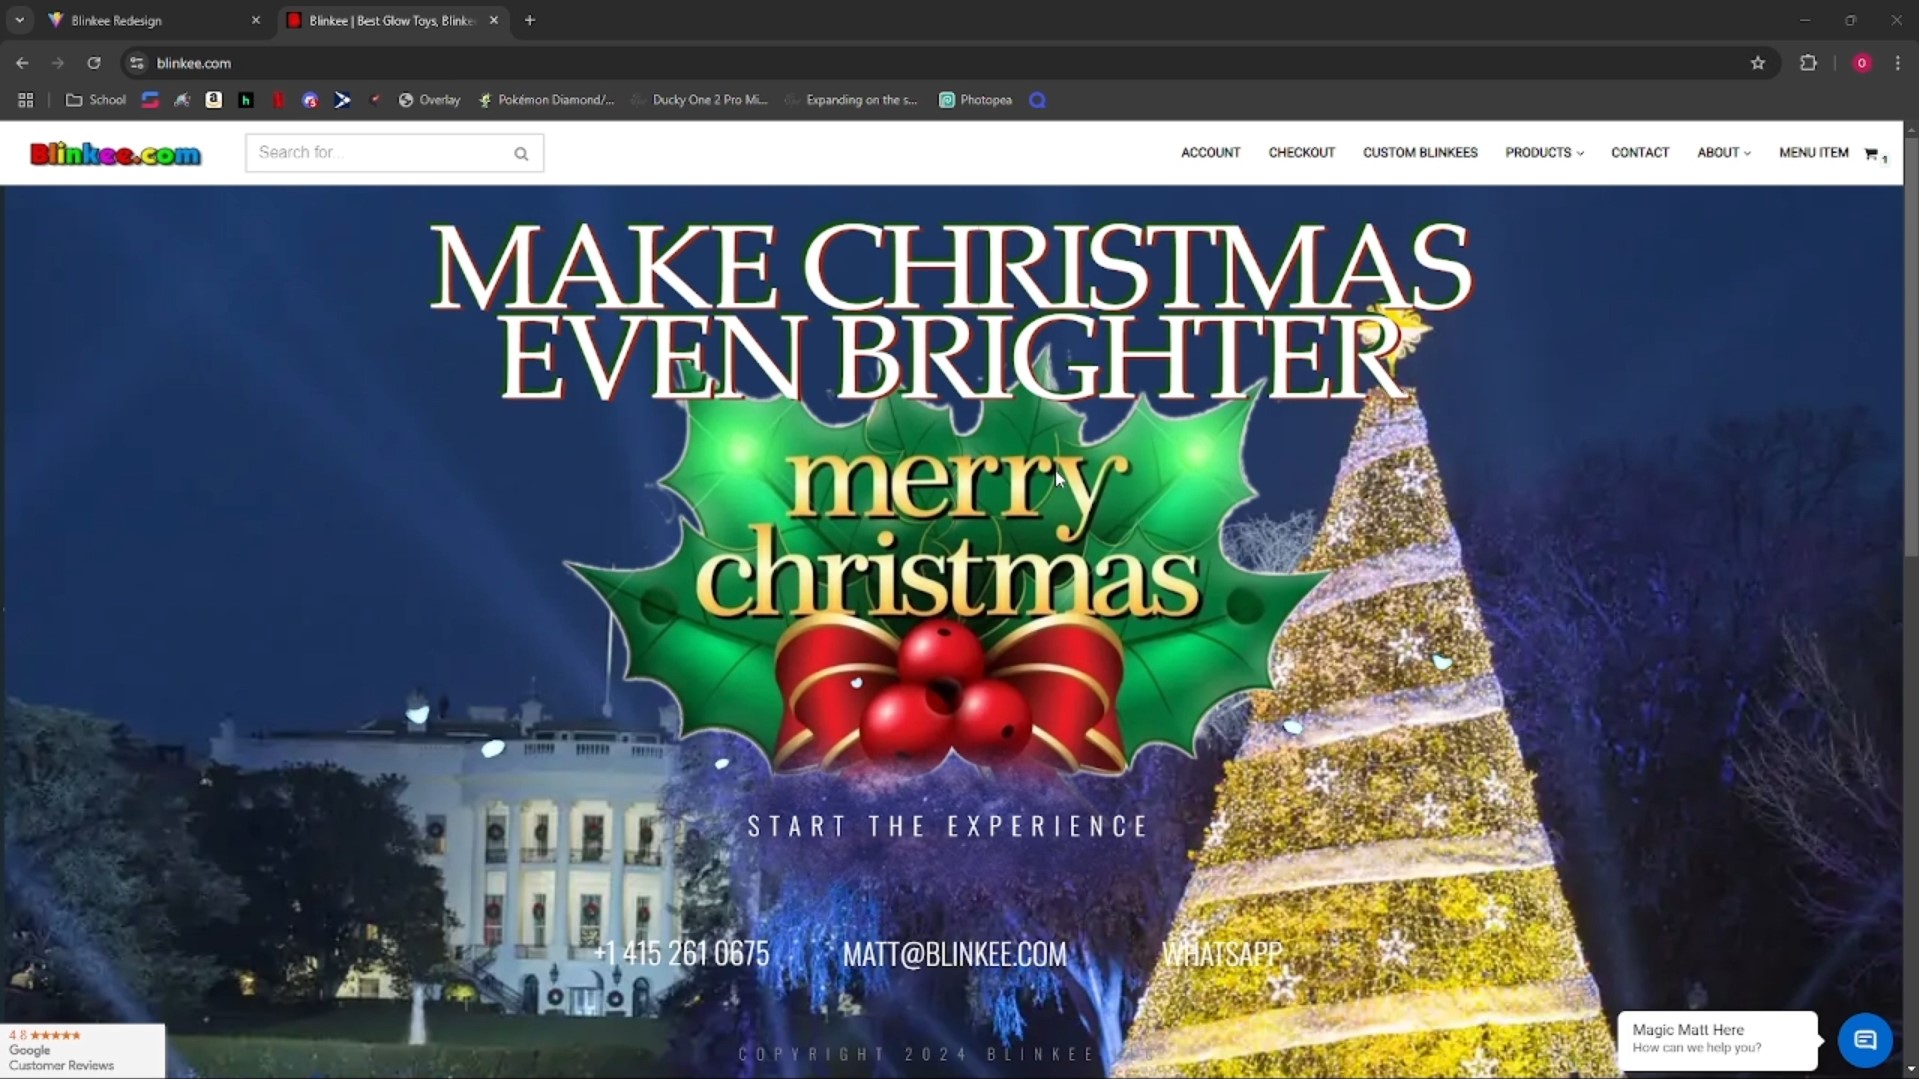 Blinkee Redesign
Blinkee | Best Glow Toys, Blinke
blinkee.com
School
Overlay
Pokémon Diamond/...
Ducky One 2 Pro Mi...
Expanding on the s...
Photopea
Blinkee.com
Search for...
ACCOUNT
CHECKOUT
CUSTOM BLINKEES
PRODUCTS
CONTACT
ABOUT
MENU ITEM
1
MAKE CHRISTMAS
EVEN BRIGHTER
merry
christmas
START THE EXPERIENCE
+1 415 261 0675
MATT@BLINKEE.COM
WHATSAPP
COPYRIGHT 2024 BLINKEE
4.8
Google
Customer Reviews
Magic Matt Here
How can we help you?